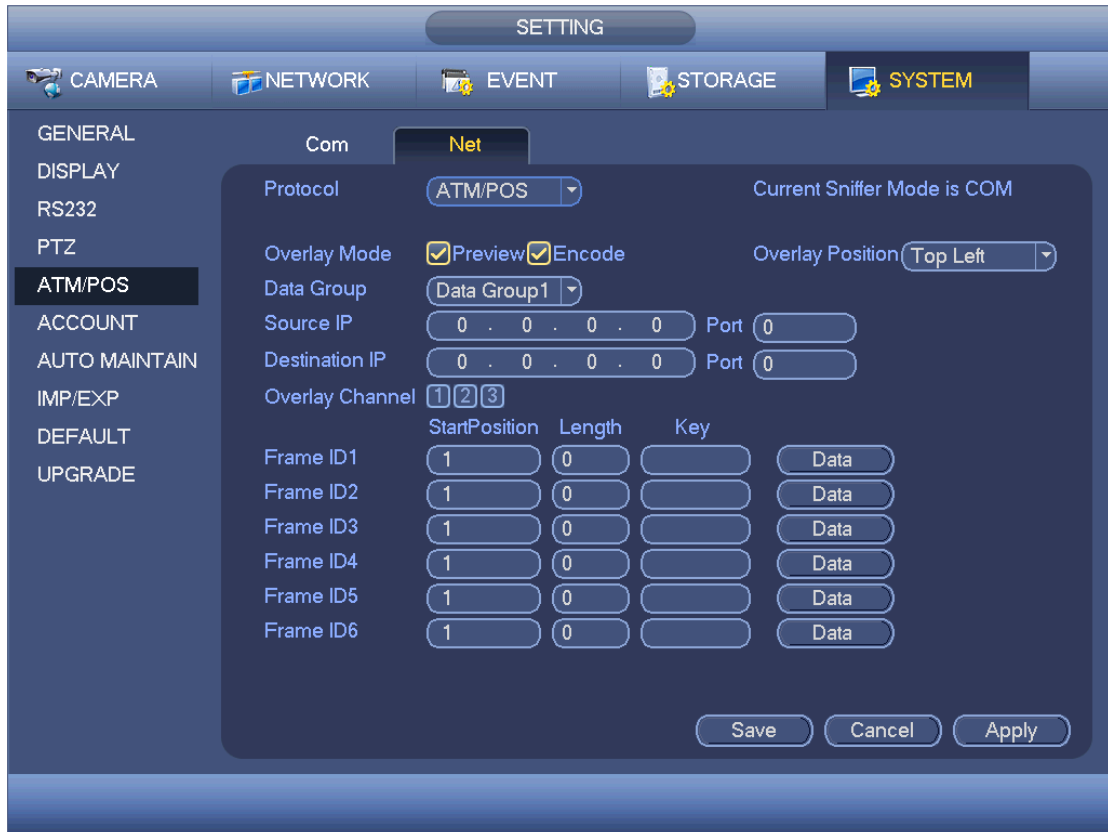 SETTING
CAMERA NETWORK EVENT STORAGE SYSTEM
GENERAL
DISPLAY
RS232
PTZ
ATM/POS
ACCOUNT
AUTO MAINTAIN
IMP/EXP
DEFAULT
UPGRADE
Com Net
Protocol ATM/POS Current Sniffer Mode is COM
Overlay Mode Preview Encode Overlay Position Top Left
Data Group Data Group1
Source IP 0 . 0 . 0 . 0 Port 0
Destination IP 0 . 0 . 0 . 0 Port 0
Overlay Channel 1 2 3
StartPosition Length Key
Frame ID1 1 0 Data
Frame ID2 1 0 Data
Frame ID3 1 0 Data
Frame ID4 1 0 Data
Frame ID5 1 0 Data
Frame ID6 1 0 Data
Save Cancel Apply